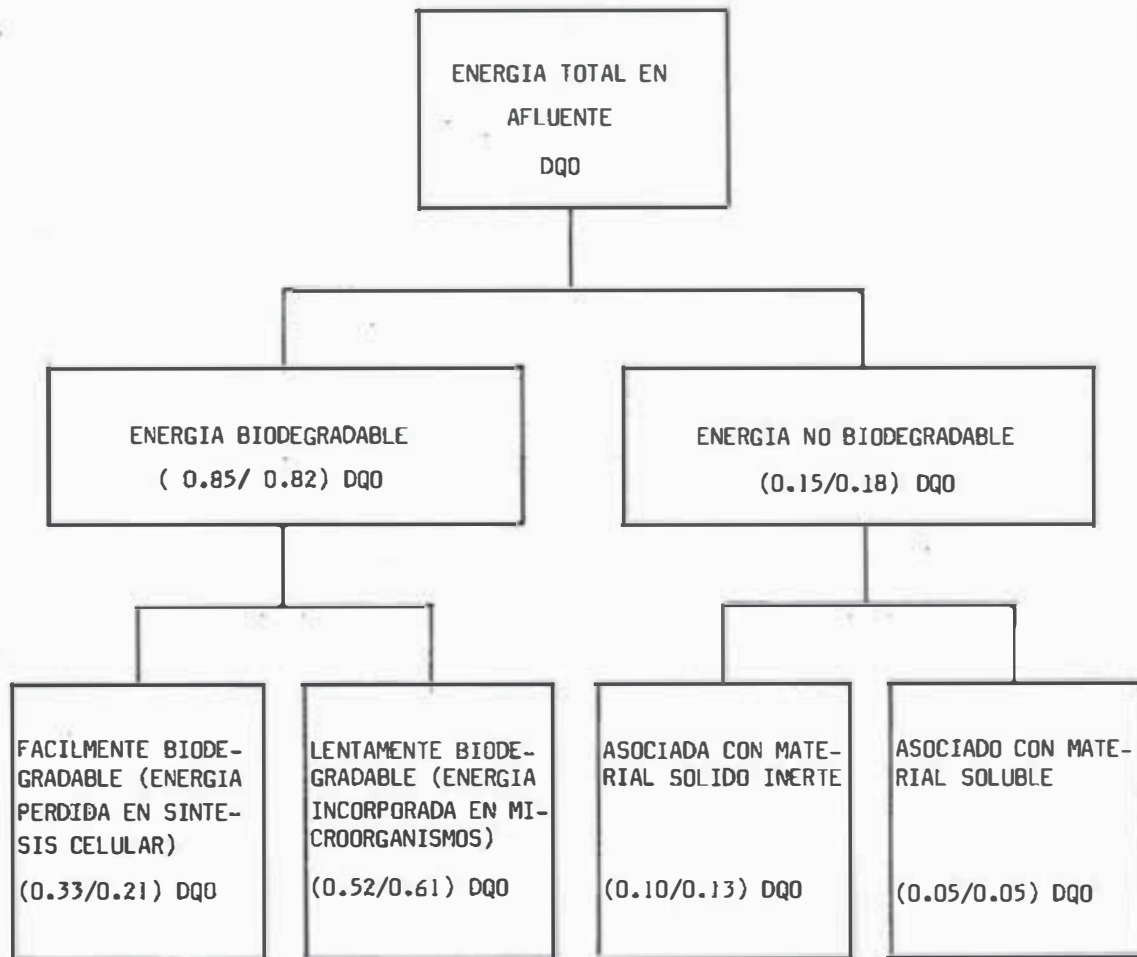 ENERGIA TOTAL EN
AFLUENTE
DQO
ENERGIA BIODEGRADABLE
( 0.85/ 0.82) DQO
ENERGIA NO BIODEGRADABLE
(0.15/0.18) DQO
FACILMENTE BIODE-
GRADABLE (ENERGIA
PERDIDA EN SINTE-
SIS CELULAR)
(0.33/0.21) DQO
LENTAMENTE BIODE-
GRADABLE (ENERGIA
INCORPORADA EN MI-
CROORGANISMOS)
(0.52/0.61) DQO
ASOCIADA CON MATE-
RIAL SOLIDO INERTE
(0.10/0.13) DQO
ASOCIADO CON MATE-
RIAL SOLUBLE
(0.05/0.05) DQO